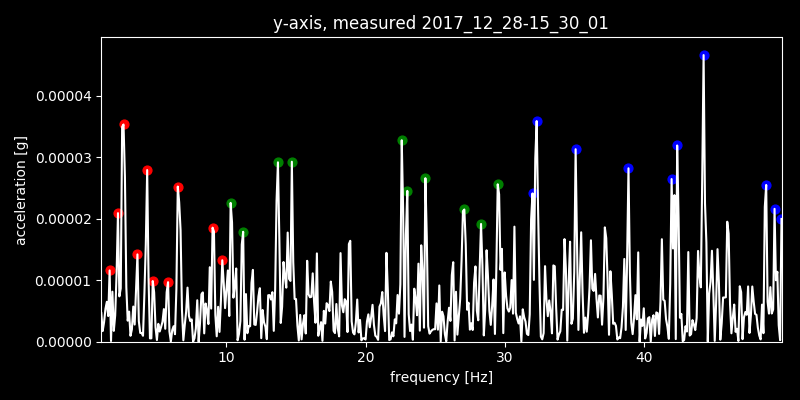 y-axis, measured 2017_12_28-15_30_01
acceleration [g]
0.00004
0.00003
0.00002
0.00001
0.00000
10 20 30 40
frequency [Hz]